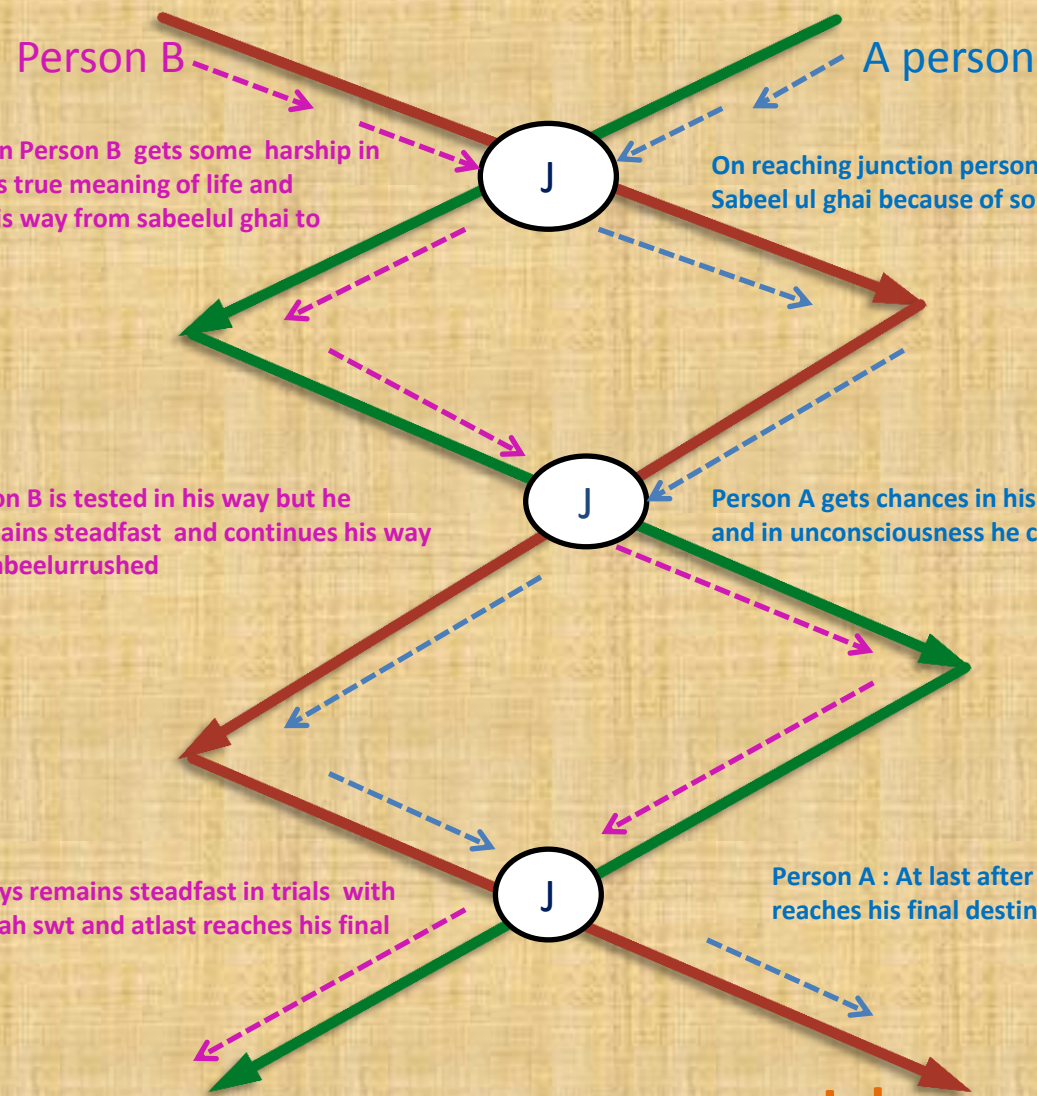 Person B
A person
n Person B gets some harship in
s true meaning of life and
is way from sabeelul ghai to
On reaching junction person
Sabeel ul ghai because of so
J
on B is tested in his way but he
ains steadfast and continues his way
abeelurrushed
Person A gets chances in his
and in unconsciousness he c
J
ys remains steadfast in trials with
ah swt and atlast reaches his final
Person A : At last after
reaches his final destin
J